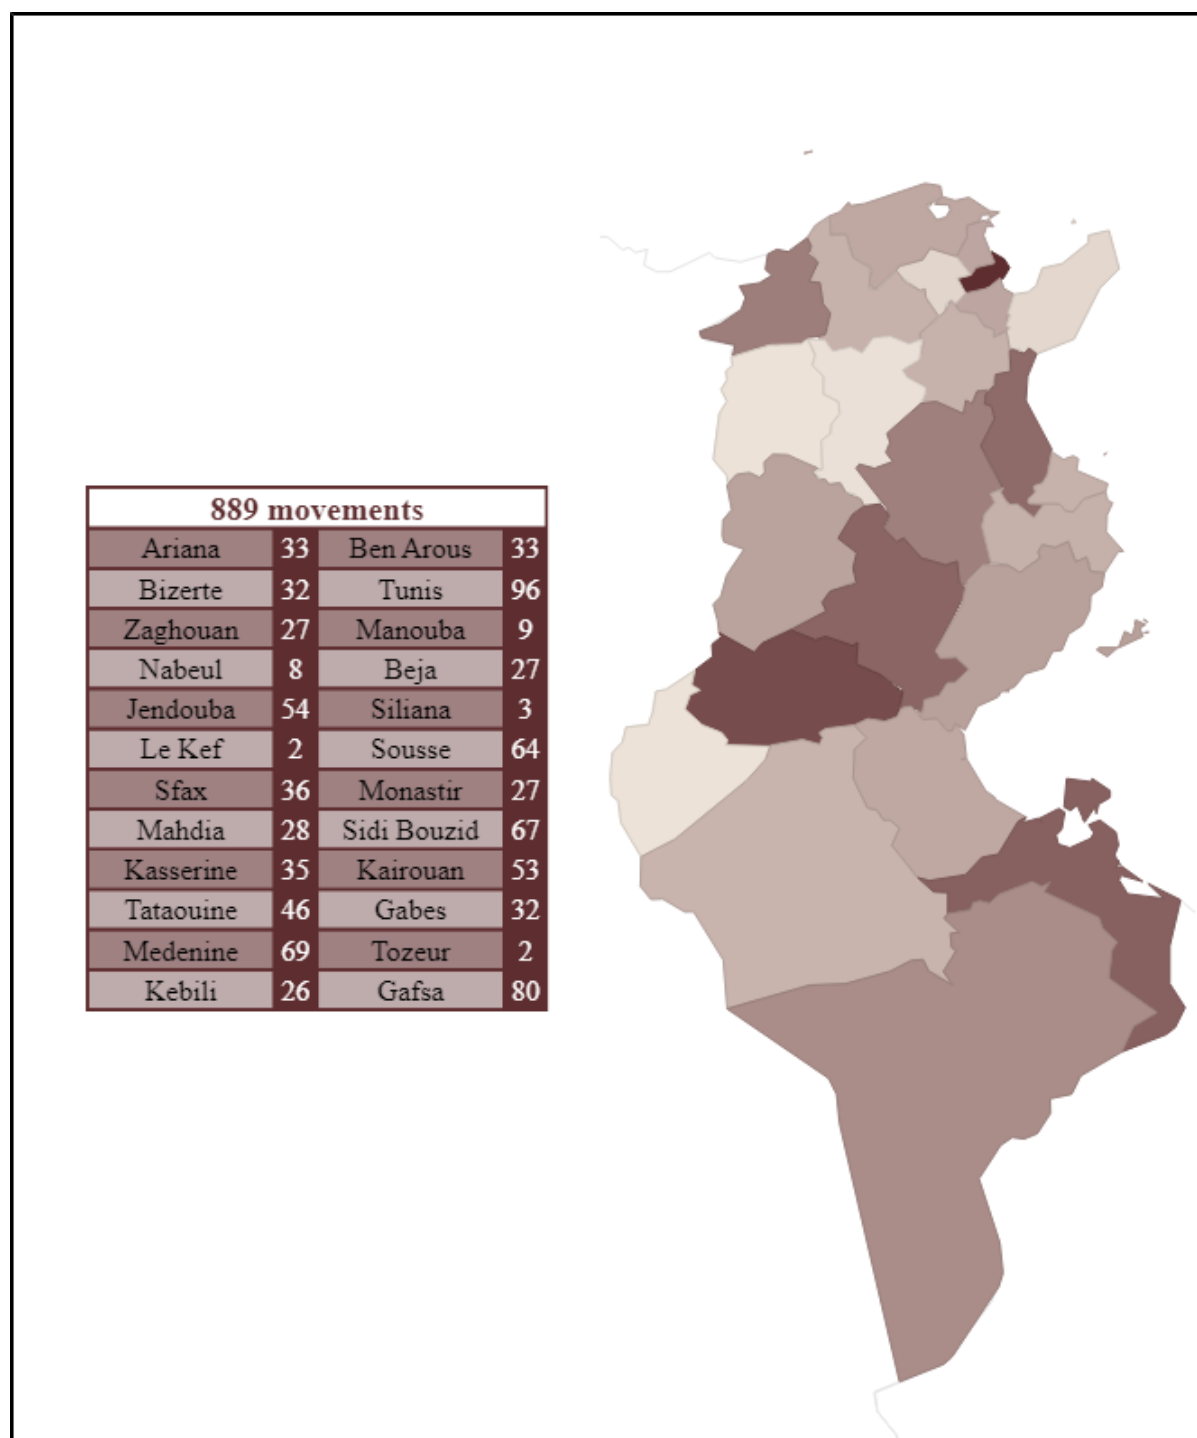 889 movements
Ariana 33 Ben Arous 33
Bizerte 32 Tunis 96
Zaghouan 27 Manouba 9
Nabeul 8 Beja 27
Jendouba 54 Siliana 3
Le Kef 2 Sousse 64
Sfax 36 Monastir 27
Mahdia 28 Sidi Bouzid 67
Kasserine 35 Kairouan 53
Tataouine 46 Gabes 32
Medenine 69 Tozeur 2
Kebili 26 Gafsa 80